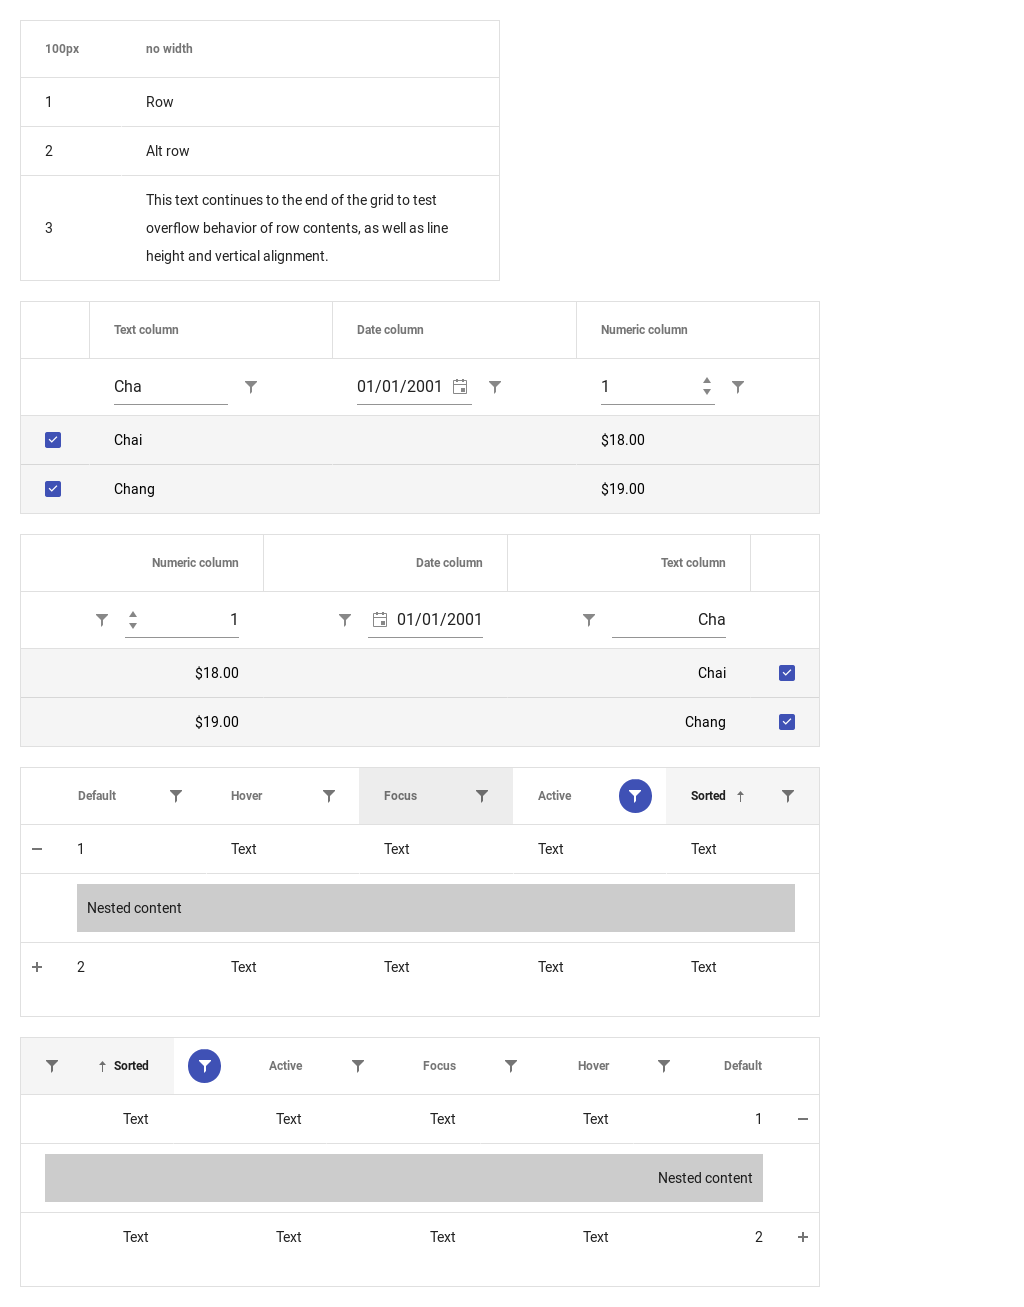 100px no width
1 Row
2 Alt row
This text continues to the end of the grid to test
3 overflow behavior of row contents, as well as line
height and vertical alignment.
Text column Date column Numeric column
Cha 01/01/2001 1
Chai $18.00
Chang $19.00
Numeric column Date column Text column
1 01/01/2001 Cha
$18.00 Chai
$19.00 Chang
Default Hover Focus Active Sorted
1 Text Text Text Text
Nested content
2 Text Text Text Text
Sorted Active Focus Hover Default
Text Text Text Text 1
Nested content
Text Text Text Text 2